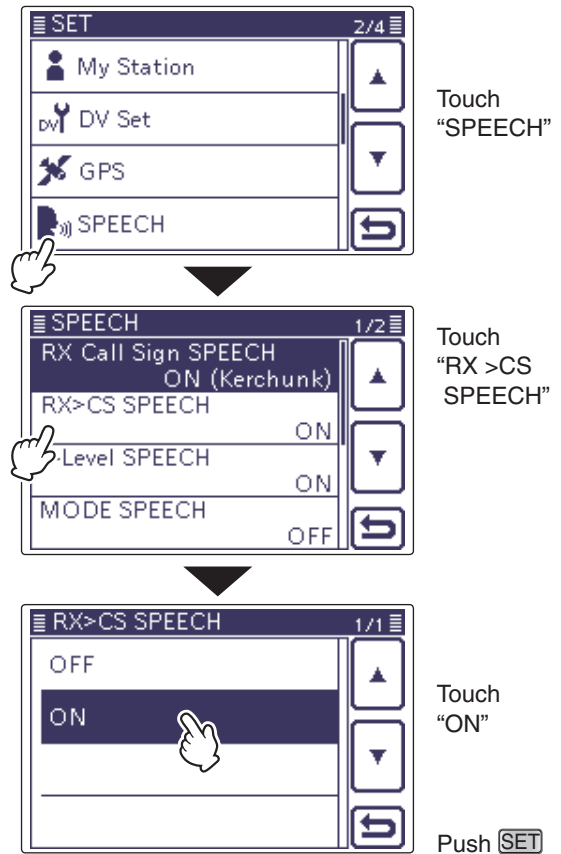 SET 2/4
My Station
DV DV Set
GPS
SPEECH
Touch
“SPEECH”
SPEECH 1/2
RX Call Sign SPEECH
ON (Kerchunk)
RX>CS SPEECH
ON
-Level SPEECH
ON
MODE SPEECH
OFF
Touch
“RX >CS
SPEECH”
RX>CS SPEECH 1/1
OFF
ON
Touch
“ON”
Push SET